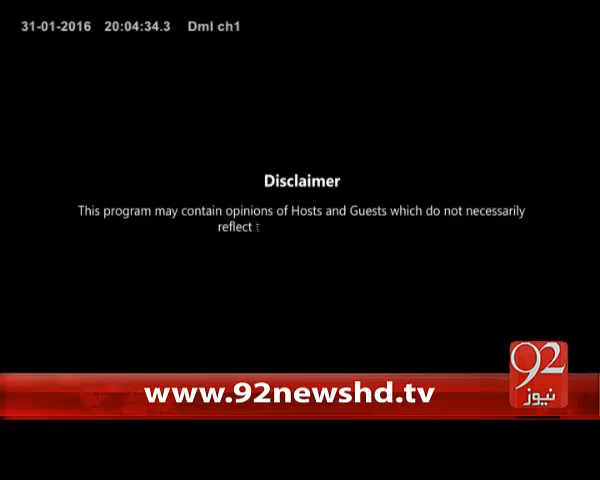 31-01-2016 20:04:34.3 Dml ch1
Disclaimer
This program may contain opinions of Hosts and Guests which do not necessarily
reflect
92
نیوز
www.92newshd.tv